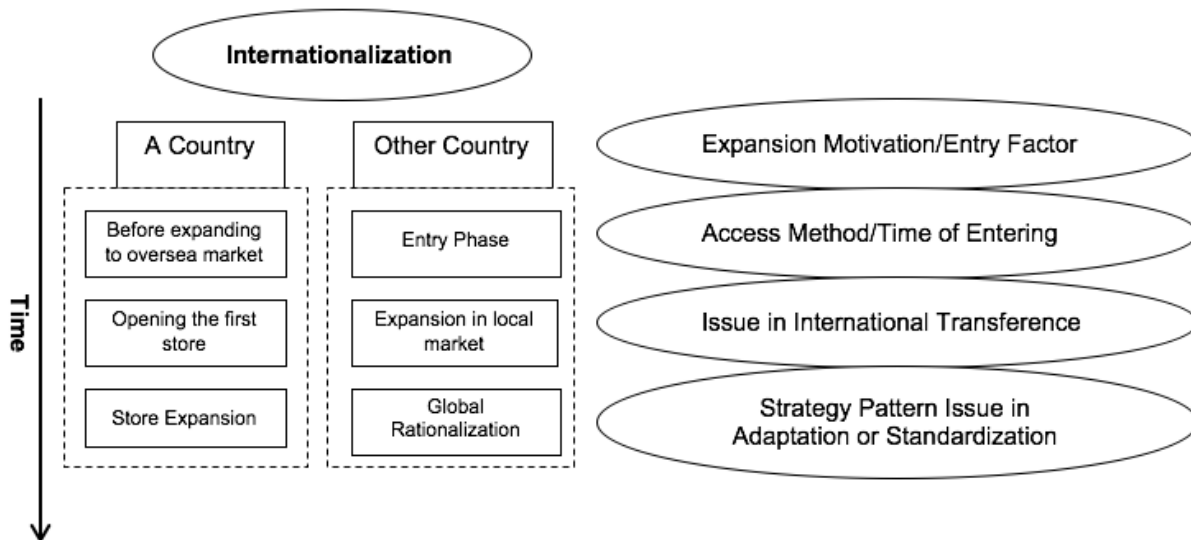 Internationalization
A Country
Other Country
Expansion Motivation/Entry Factor
Before expanding
to oversea market
Entry Phase
Access Method/Time of Entering
Time
Opening the first
store
Expansion in local
market
Issue in International Transference
Store Expansion
Global
Rationalization
Strategy Pattern Issue in
Adaptation or Standardization